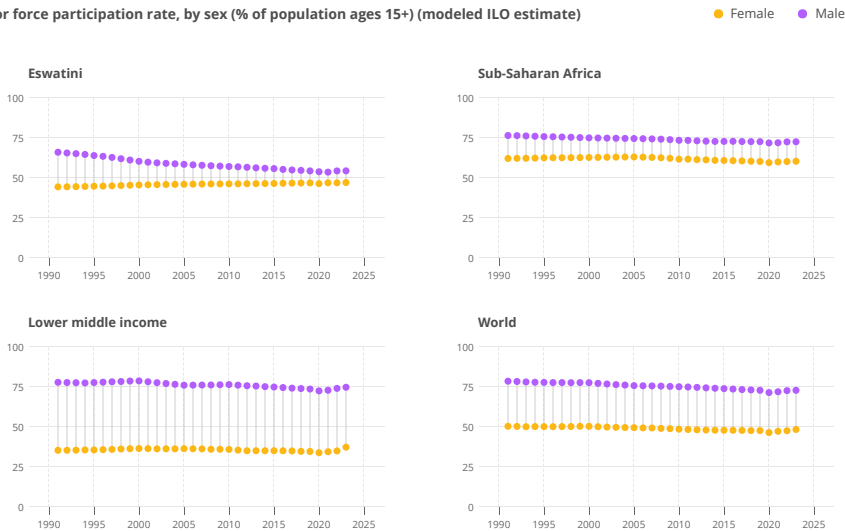 or force participation rate, by sex (% of population ages 15+) (modeled ILO estimate)
Female Male
Eswatini
100
75
50
25
0
1990 1995 2000 2005 2010 2015 2020 2025
Sub-Saharan Africa
100
75
50
25
0
1990 1995 2000 2005 2010 2015 2020 2025
Lower middle income
100
75
50
25
0
1990 1995 2000 2005 2010 2015 2020 2025
World
100
75
50
25
0
1990 1995 2000 2005 2010 2015 2020 2025